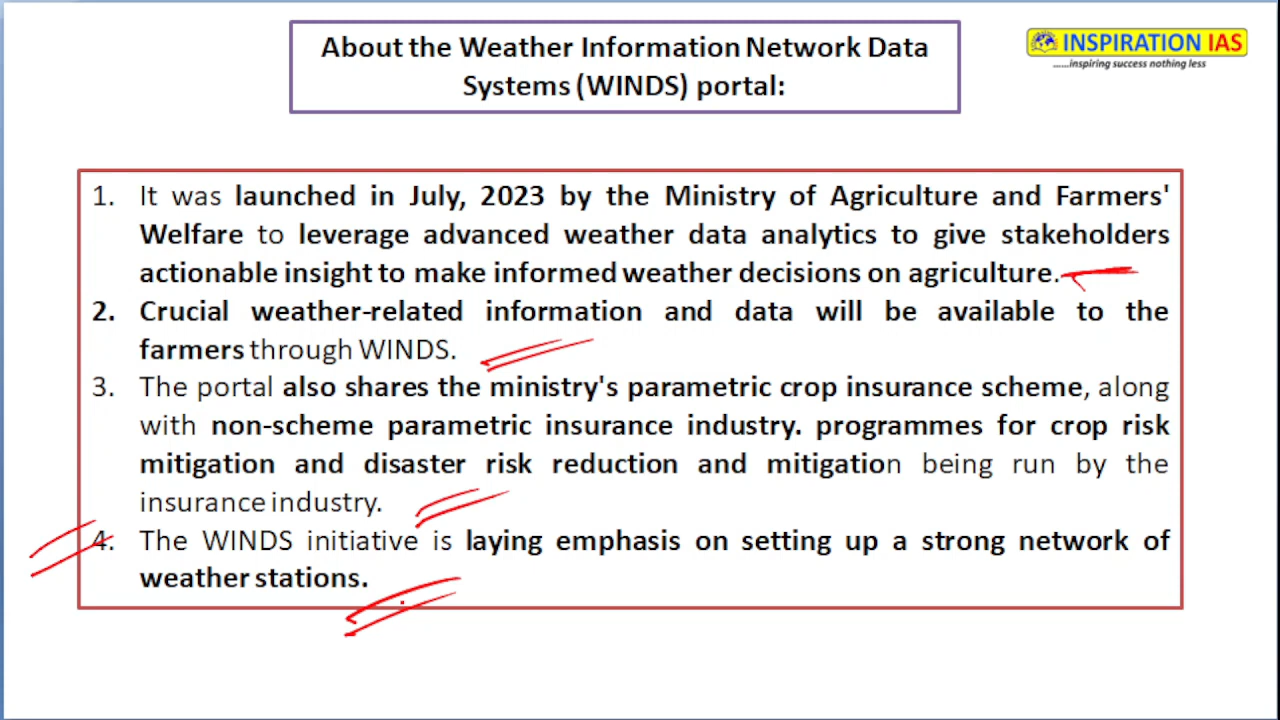 About the Weather Information Network Data
Systems (WINDS) portal:
INSPIRATION IAS
......inspiring success nothing less
1. It was launched in July, 2023 by the Ministry of Agriculture and Farmers'
Welfare to leverage advanced weather data analytics to give stakeholders
actionable insight to make informed weather decisions on agriculture.
2. Crucial weather-related information and data will be available to the
farmers through WINDS.
3. The portal also shares the ministry's parametric crop insurance scheme, along
with non-scheme parametric insurance industry. programmes for crop risk
mitigation and disaster risk reduction and mitigation being run by the
insurance industry.
4. The WINDS initiative is laying emphasis on setting up a strong network of
weather stations.